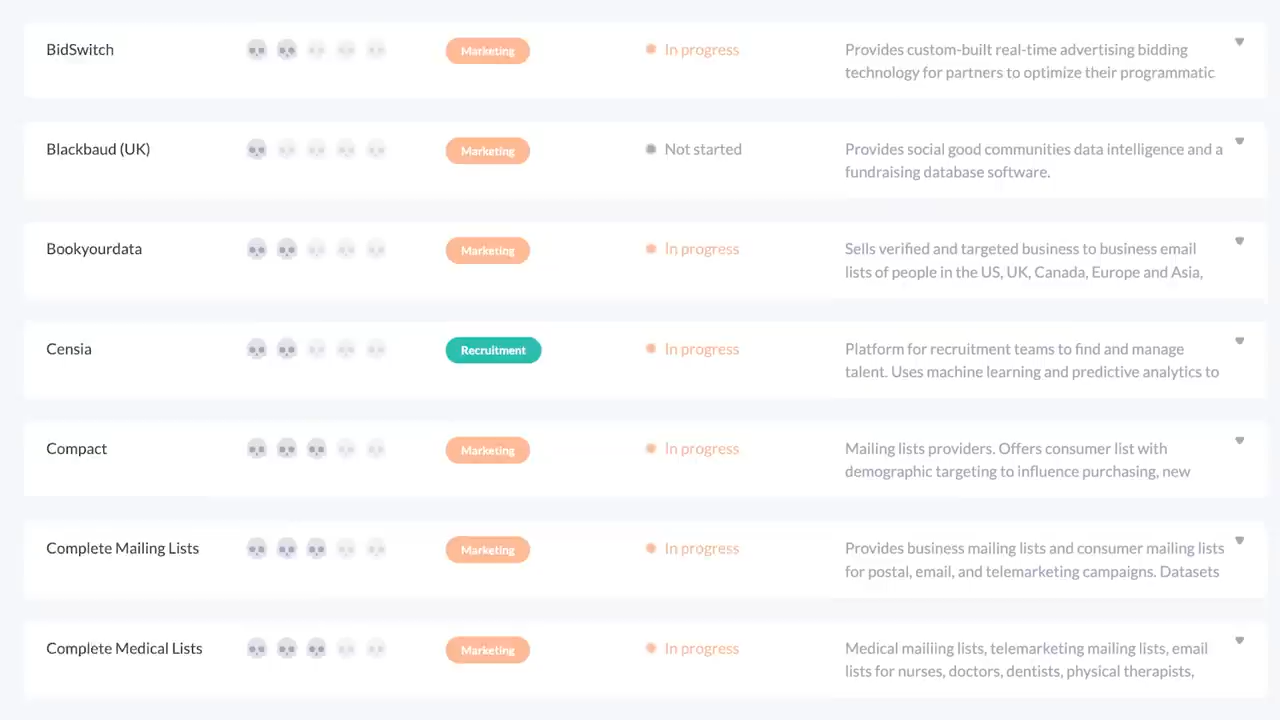 BidSwitch
Marketing
In progress
Provides custom-built real-time advertising bidding
technology for partners to optimize their programmatic
Blackbaud (UK)
Marketing
Not started
Provides social good communities data intelligence and a
fundraising database software.
Bookyourdata
Marketing
In progress
Sells verified and targeted business to business email
lists of people in the US, UK, Canada, Europe and Asia,
Censia
Recruitment
In progress
Platform for recruitment teams to find and manage
talent. Uses machine learning and predictive analytics to
Compact
Marketing
In progress
Mailing lists providers. Offers consumer list with
demographic targeting to influence purchasing, new
Complete Mailing Lists
Marketing
In progress
Provides business mailing lists and consumer mailing lists
for postal, email, and telemarketing campaigns. Datasets
Complete Medical Lists
Marketing
In progress
Medical mailiing lists, telemarketing mailing lists, email
lists for nurses, doctors, dentists, physical therapists,